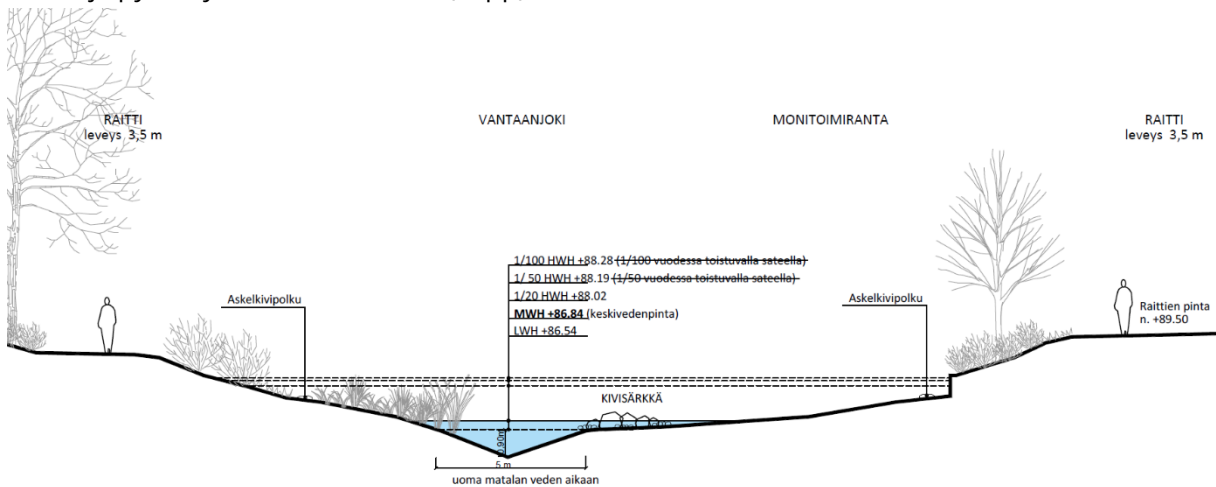 RAITTI
leveys 3,5 m
VANTAANJOKI
MONITOIMIRANTA
RAITTI
leveys 3,5 m
1/100 HWH +88.28 (1/100 vuodessa toistuvalla sateella)
1/ 50 HWH +88.19 (1/50 vuodessa toistuvalla sateella)
1/20 HWH +88.02
MWH +86.84 (keskivedenpinta)
LWH +86.54
Askelkivipolku
Askelkivipolku
Raittien pinta
n. +89.50
KIVISÄRKKÄ
0,90m
5 m
uoma matalan veden aikaan